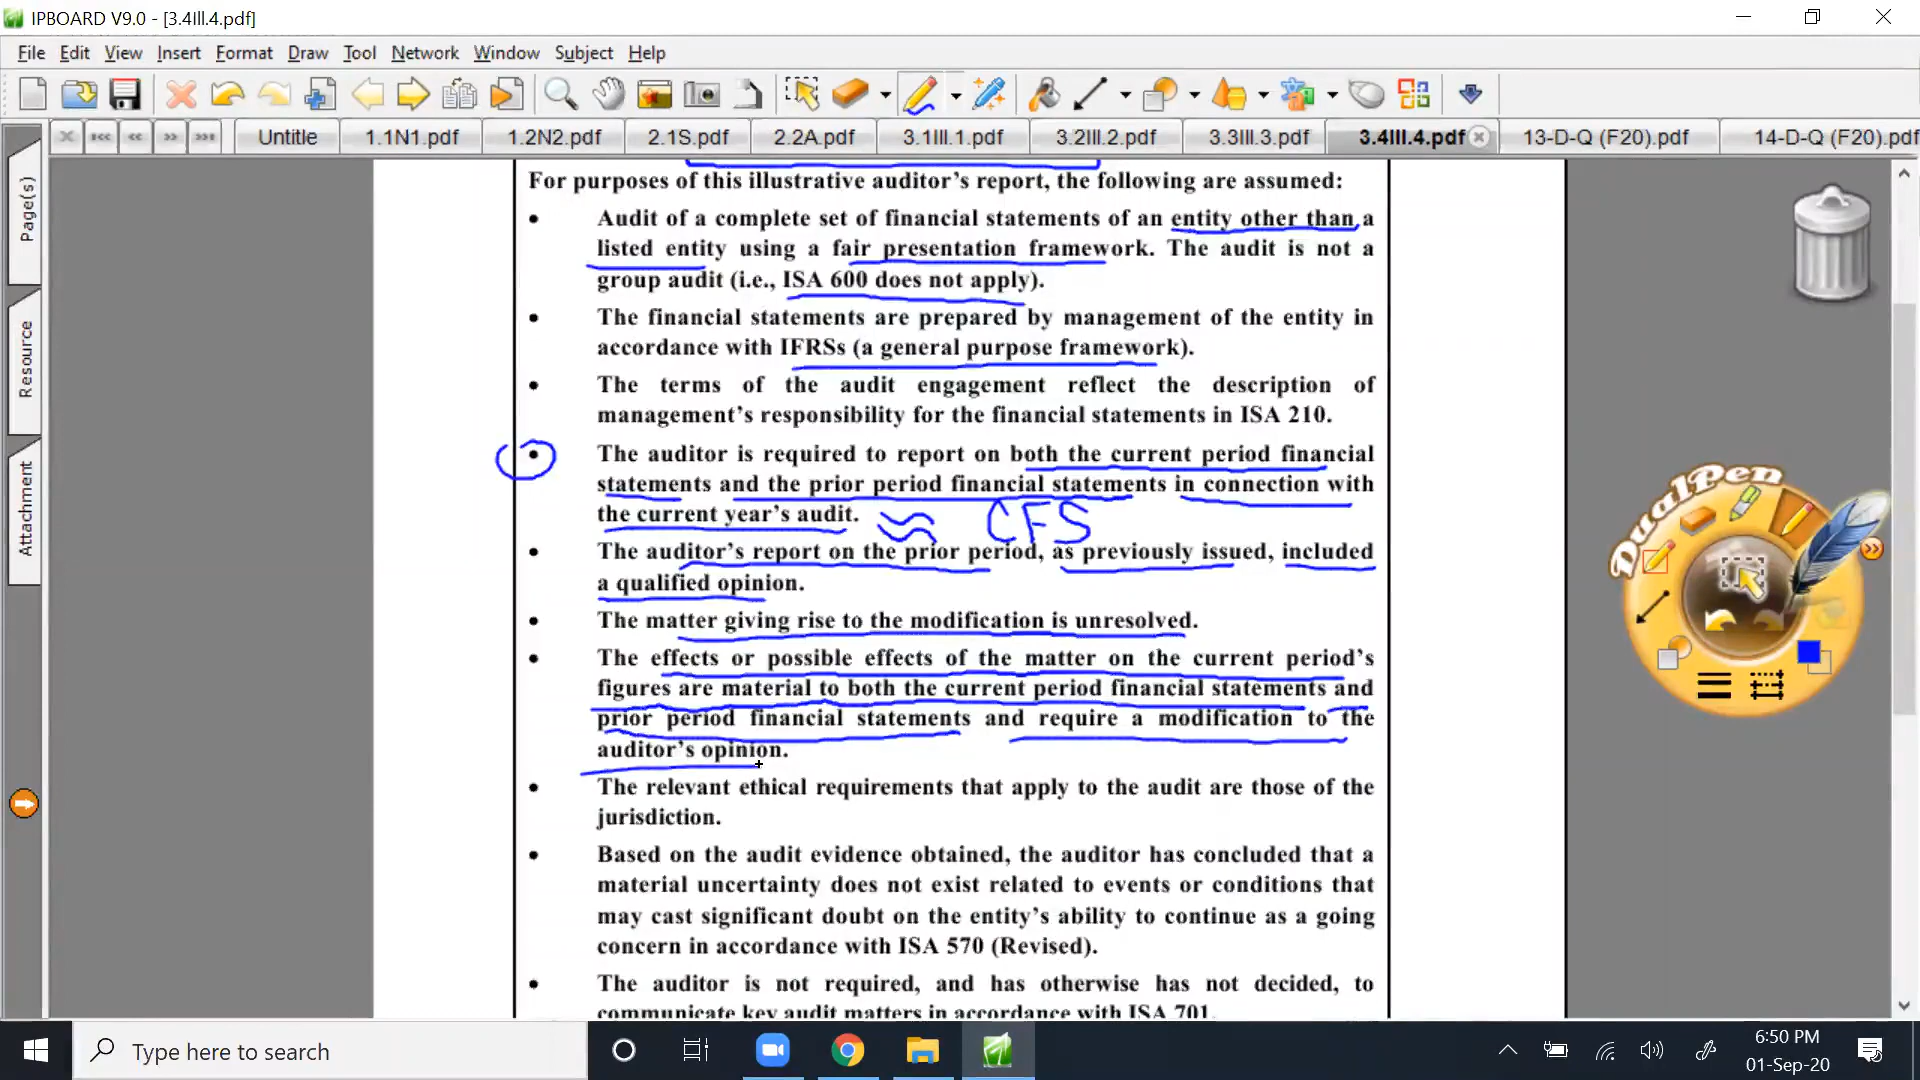 IPBOARD V9.0 - [3.4Ill.4.pdf]
File Edit View Insert Format Draw Tool Network Window Subject Help
Untitle 1.1N1.pdf 1.2N2.pdf 2.1S.pdf 2.2A.pdf 3.1Ill.1.pdf 3.2Ill.2.pdf 3.3Ill.3.pdf 3.4Ill.4.pdf 13-D-Q (F20).pdf 14-D-Q (F20).pdf
Page(s)
Resource
Attachment
For purposes of this illustrative auditor's report, the following are assumed:
• Audit of a complete set of financial statements of an entity other than a
listed entity using a fair presentation framework. The audit is not a
group audit (i.e., ISA 600 does not apply).
• The financial statements are prepared by management of the entity in
accordance with IFRSs (a general purpose framework).
• The terms of the audit engagement reflect the description of
management's responsibility for the financial statements in ISA 210.
• The auditor is required to report on both the current period financial
statements and the prior period financial statements in connection with
the current year's audit. ≈ CFS
• The auditor's report on the prior period, as previously issued, included
a qualified opinion.
• The matter giving rise to the modification is unresolved.
• The effects or possible effects of the matter on the current period's
figures are material to both the current period financial statements and
prior period financial statements and require a modification to the
auditor's opinion.
• The relevant ethical requirements that apply to the audit are those of the
jurisdiction.
• Based on the audit evidence obtained, the auditor has concluded that a
material uncertainty does not exist related to events or conditions that
may cast significant doubt on the entity's ability to continue as a going
concern in accordance with ISA 570 (Revised).
• The auditor is not required, and has otherwise has not decided, to
communicate key audit matters in accordance with ISA 701.
DualPen
Type here to search
6:50 PM
01-Sep-20